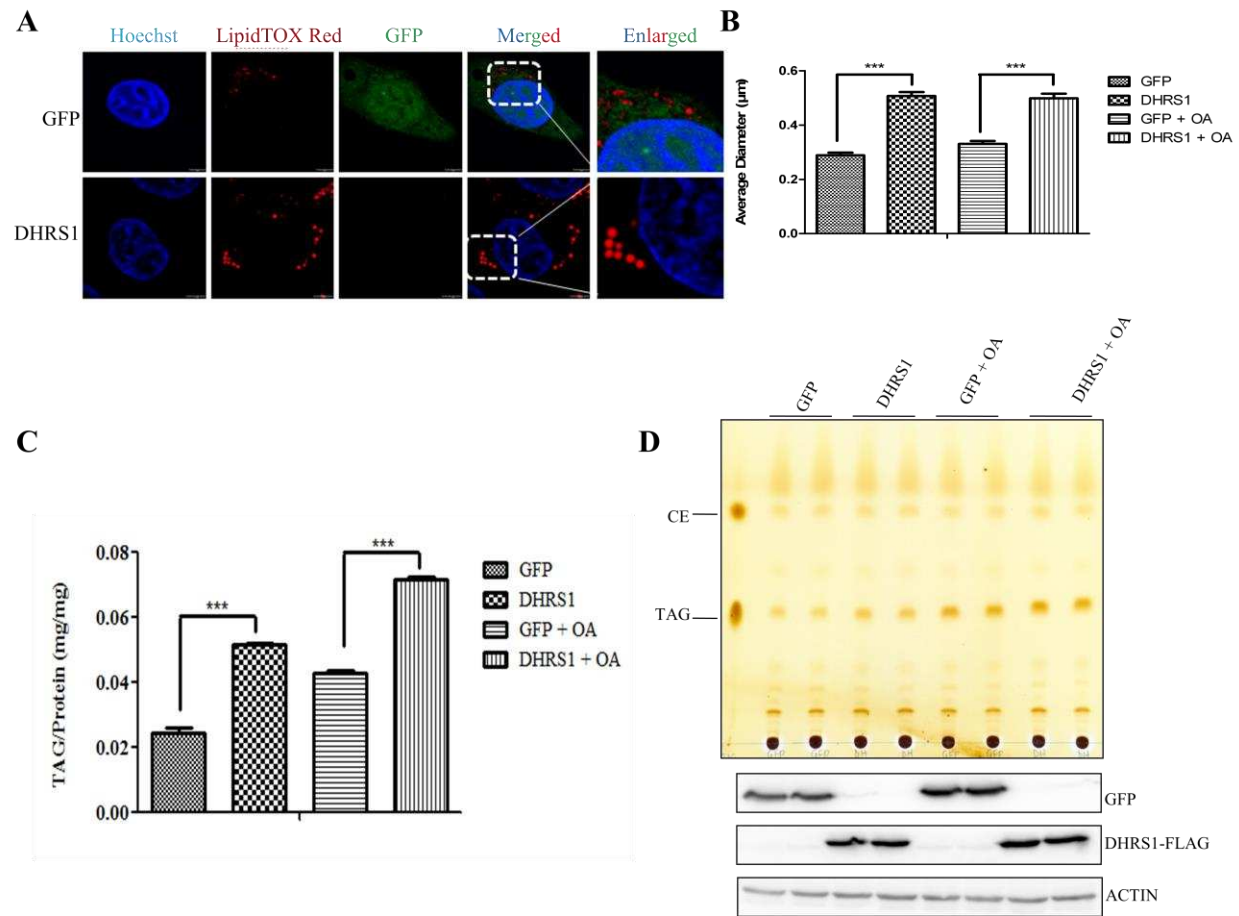 A
Hoechst LipidTOX Red GFP Merged Enlarged
GFP
DHRS1
B
Average Diameter (µm)
0.6
0.4
0.2
0.0
***
***
GFP
DHRS1
GFP + OA
DHRS1 + OA
C
TAG/Protein (mg/mg)
0.08
0.06
0.04
0.02
0.00
***
***
GFP
DHRS1
GFP + OA
DHRS1 + OA
D
GFP DHRS1 GFP + OA DHRS1 + OA
CE
TAG
GFP
DHRS1-FLAG
ACTIN